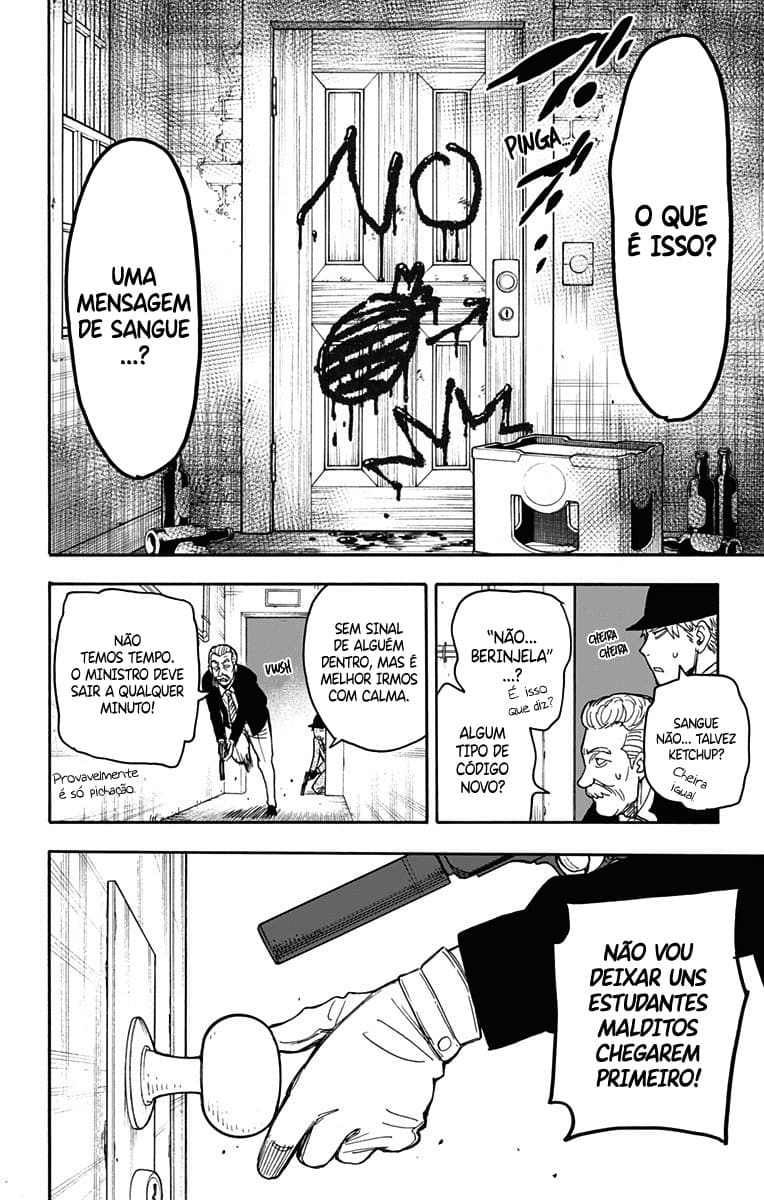 O QUE
É ISSO?
PINGA...
NO
UMA
MENSAGEM
DE SANGUE
...?
SANGUE
NÃO... TALVEZ
KETCHUP?
Cheira
igual
CHEIRA
CHEIRA
“NÃO...
BERINJELA”
...?
É isso
que diz?
ALGUM
TIPO DE
CÓDIGO
NOVO?
SEM SINAL
DE ALGUÉM
DENTRO, MAS É
MELHOR IRMOS
COM CALMA.
VWSH
NÃO
TEMOS TEMPO.
O MINISTRO DEVE
SAIR A QUALQUER
MINUTO!
Provavelmente
é só pichação.
NÃO VOU
DEIXAR UNS
ESTUDANTES
MALDITOS
CHEGAREM
PRIMEIRO!